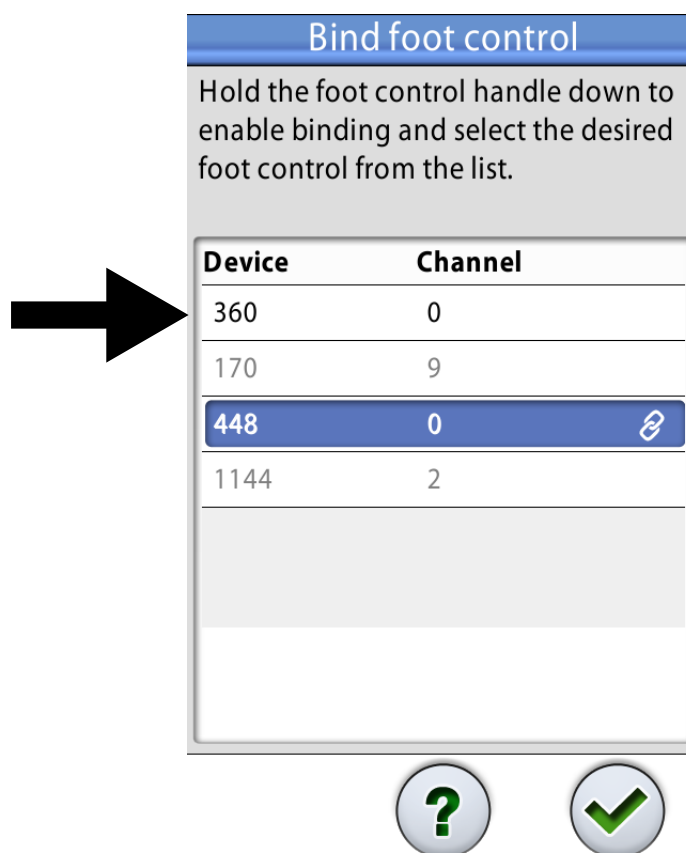 Bind foot control
Hold the foot control handle down to
enable binding and select the desired
foot control from the list.
Device Channel
360 0
170 9
448 0
1144 2
?